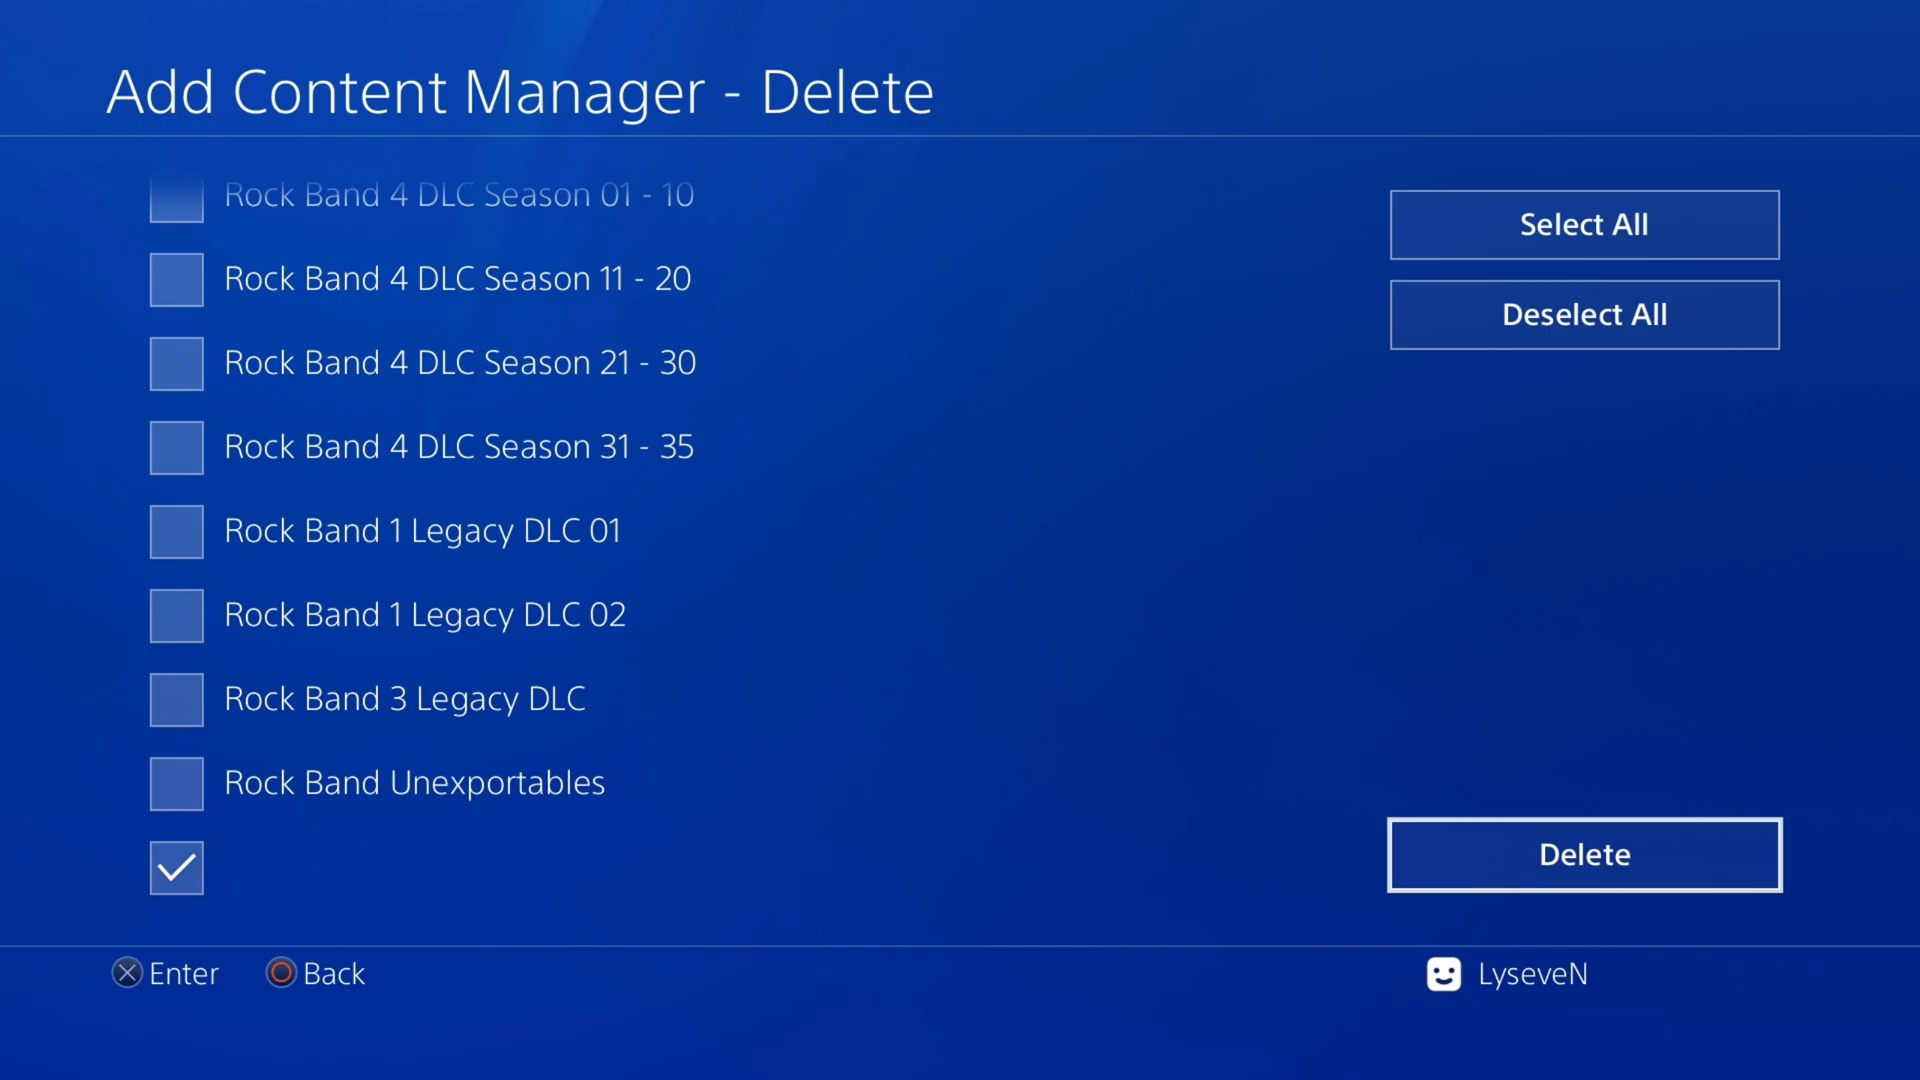 Add Content Manager - Delete
Rock Band 4 DLC Season 01 - 10
Rock Band 4 DLC Season 11 - 20
Rock Band 4 DLC Season 21 - 30
Rock Band 4 DLC Season 31 - 35
Rock Band 1 Legacy DLC 01
Rock Band 1 Legacy DLC 02
Rock Band 3 Legacy DLC
Rock Band Unexportables
Select All
Deselect All
Delete
Enter
Back
LyseveN